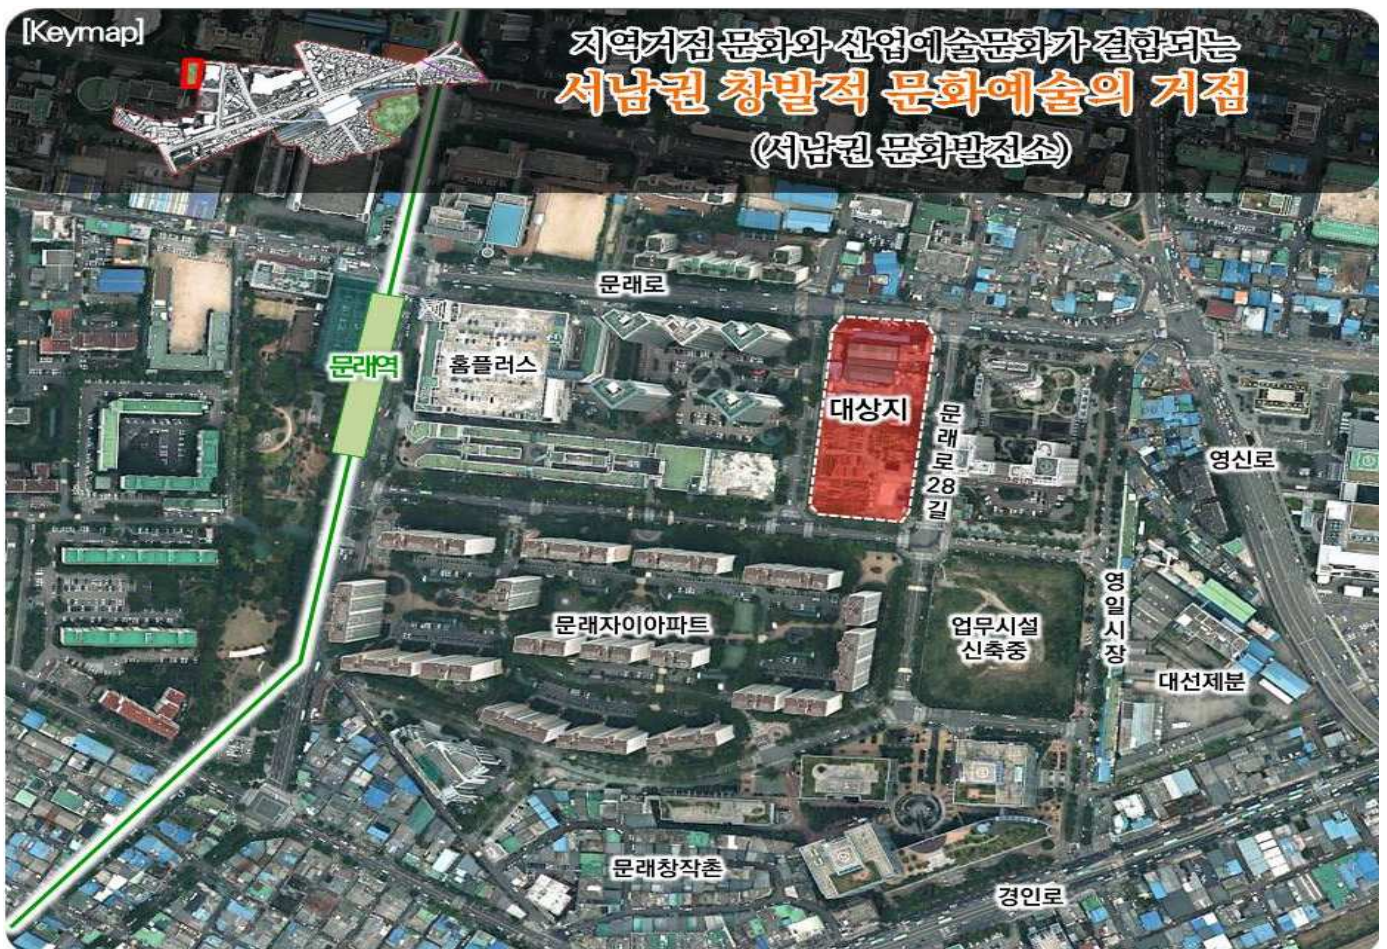 [Keymap]
지역거점 문화와 산업예술문화가 결합되는
서남권 창발적 문화예술의 거점
(서남권 문화발전소)
문래로
문래역
홈플러스
대상지
문래로28길
영신로
문래자이아파트
업무시설
신축중
영일시장
대선제분
문래창작촌
경인로